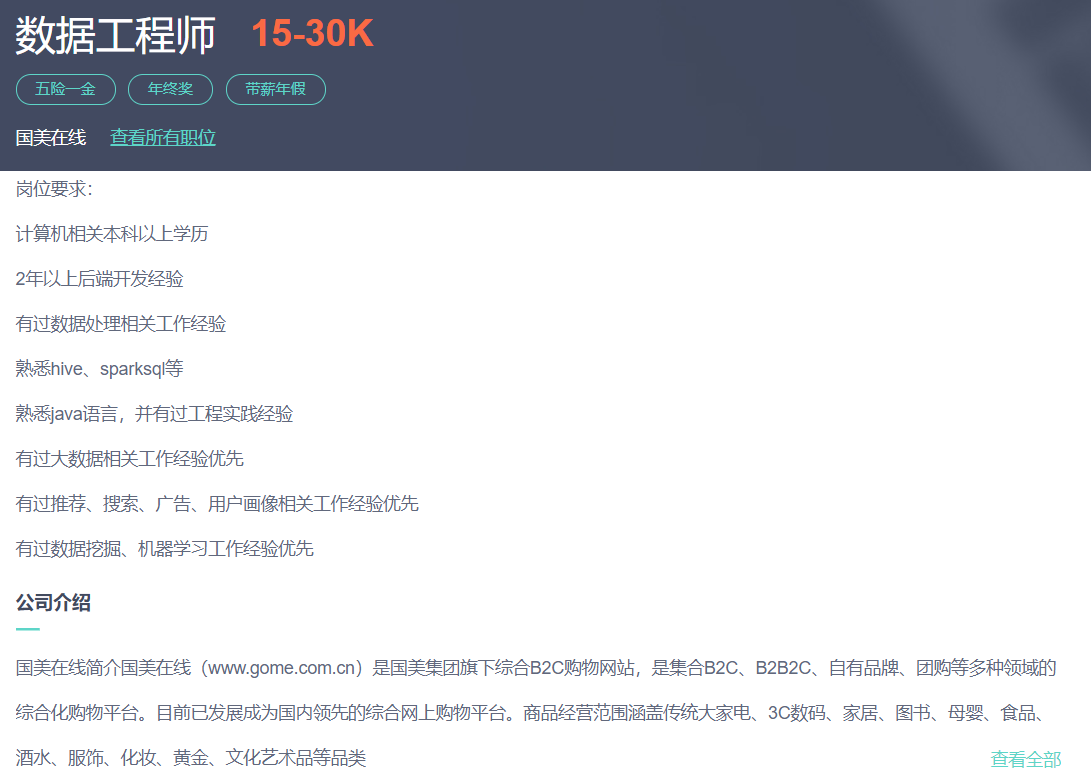 数据工程师 15-30K
五险一金 年终奖 带薪年假
国美在线 查看所有职位
岗位要求：
计算机相关本科以上学历
2年以上后端开发经验
有过数据处理相关工作经验
熟悉hive、sparksql等
熟悉java语言，并有过工程实践经验
有过大数据相关工作经验优先
有过推荐、搜索、广告、用户画像相关工作经验优先
有过数据挖掘、机器学习工作经验优先
公司介绍
国美在线简介国美在线（www.gome.com.cn）是国美集团旗下综合B2C购物网站，是集合B2C、B2B2C、自有品牌、团购等多种领域的
综合化购物平台。目前已发展成为国内领先的综合网上购物平台。商品经营范围涵盖传统大家电、3C数码、家居、图书、母婴、食品、
酒水、服饰、化妆、黄金、文化艺术品等品类 查看全部